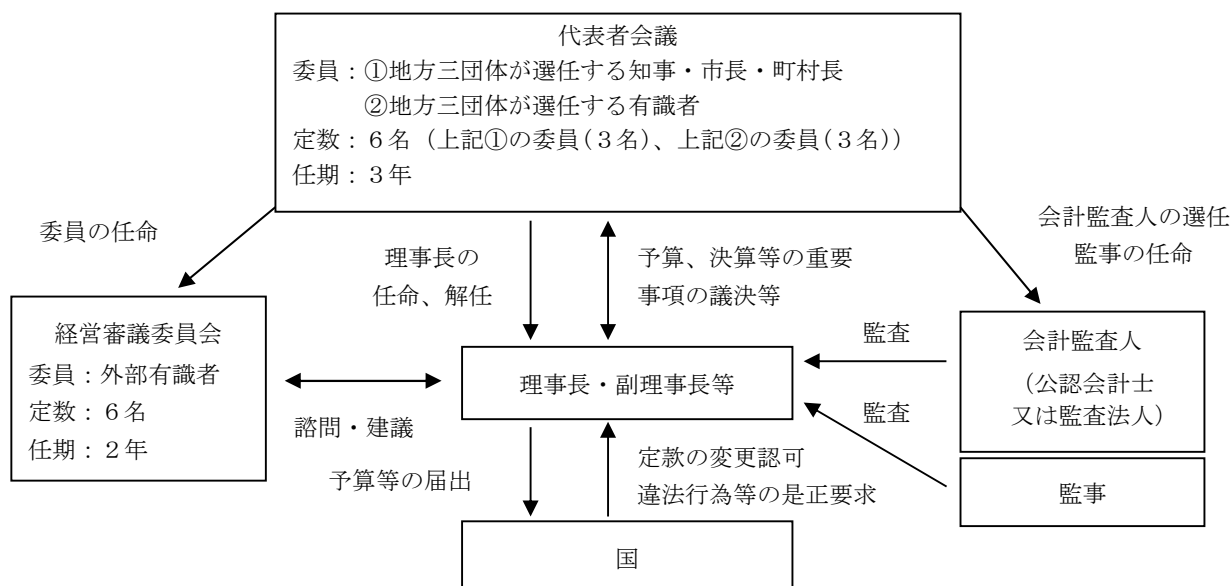 代表者会議
委員：①地方三団体が選任する知事・市長・町村長
②地方三団体が選任する有識者
定数：６名（上記①の委員(３名)、上記②の委員(３名)）
任期：３年
委員の任命
理事長の
任命、解任
予算、決算等の重要
事項の議決等
会計監査人の選任
監事の任命
経営審議委員会
委員：外部有識者
定数：６名
任期：２年
諮問・建議
理事長・副理事長等
監査
監査
会計監査人
（公認会計士
又は監査法人）
監事
予算等の届出
定款の変更認可
違法行為等の是正要求
国